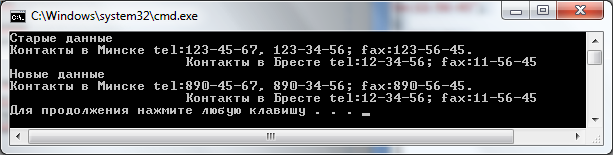 C:\Windows\system32\cmd.exe
Старые данные
Контакты в Минске tel:123-45-67, 123-34-56; fax:123-56-45.
Контакты в Бресте tel:12-34-56; fax:11-56-45
Новые данные
Контакты в Минске tel:890-45-67, 890-34-56; fax:890-56-45.
Контакты в Бресте tel:12-34-56; fax:11-56-45
Для продолжения нажмите любую клавишу . . .